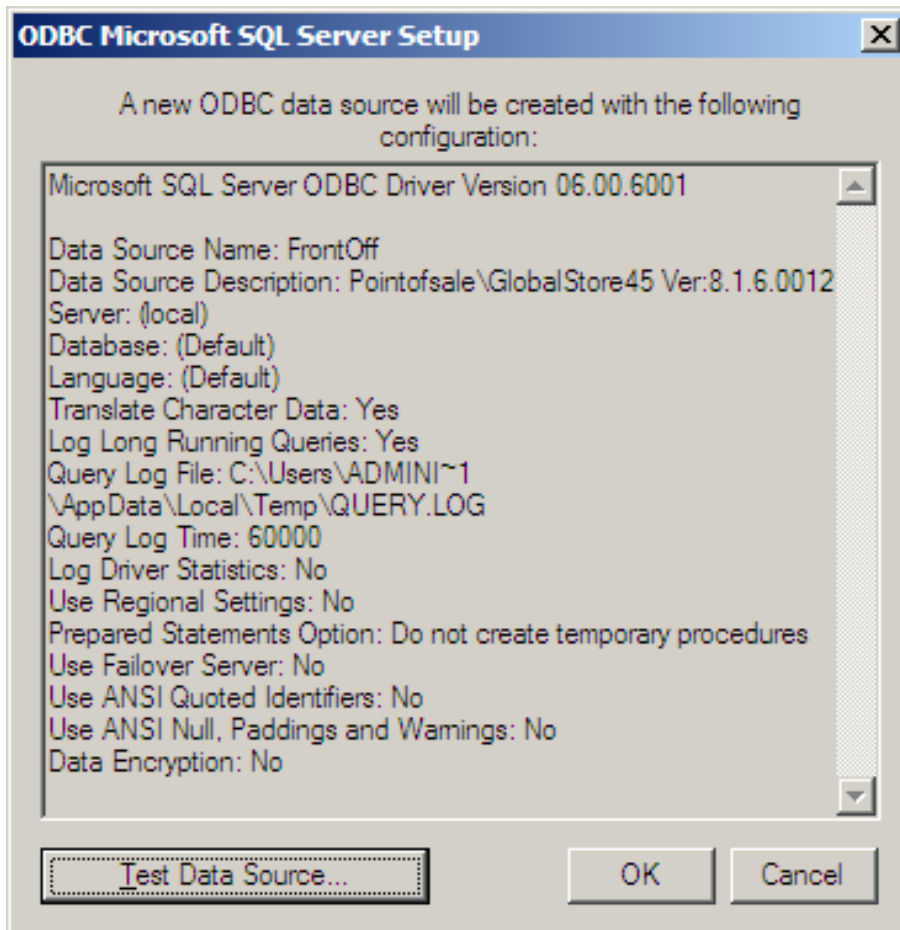 ODBC Microsoft SQL Server Setup
A new ODBC data source will be created with the following
configuration:
Microsoft SQL Server ODBC Driver Version 06.00.6001
Data Source Name: FrontOff
Data Source Description: Pointofsale\GlobalStore45 Ver:8.1.6.0012
Server: (local)
Database: (Default)
Language: (Default)
Translate Character Data: Yes
Log Long Running Queries: Yes
Query Log File: C:\Users\ADMINI~1
\AppData\Local\Temp\QUERY.LOG
Query Log Time: 60000
Log Driver Statistics: No
Use Regional Settings: No
Prepared Statements Option: Do not create temporary procedures
Use Failover Server: No
Use ANSI Quoted Identifiers: No
Use ANSI Null, Paddings and Warnings: No
Data Encryption: No
Test Data Source...
OK
Cancel